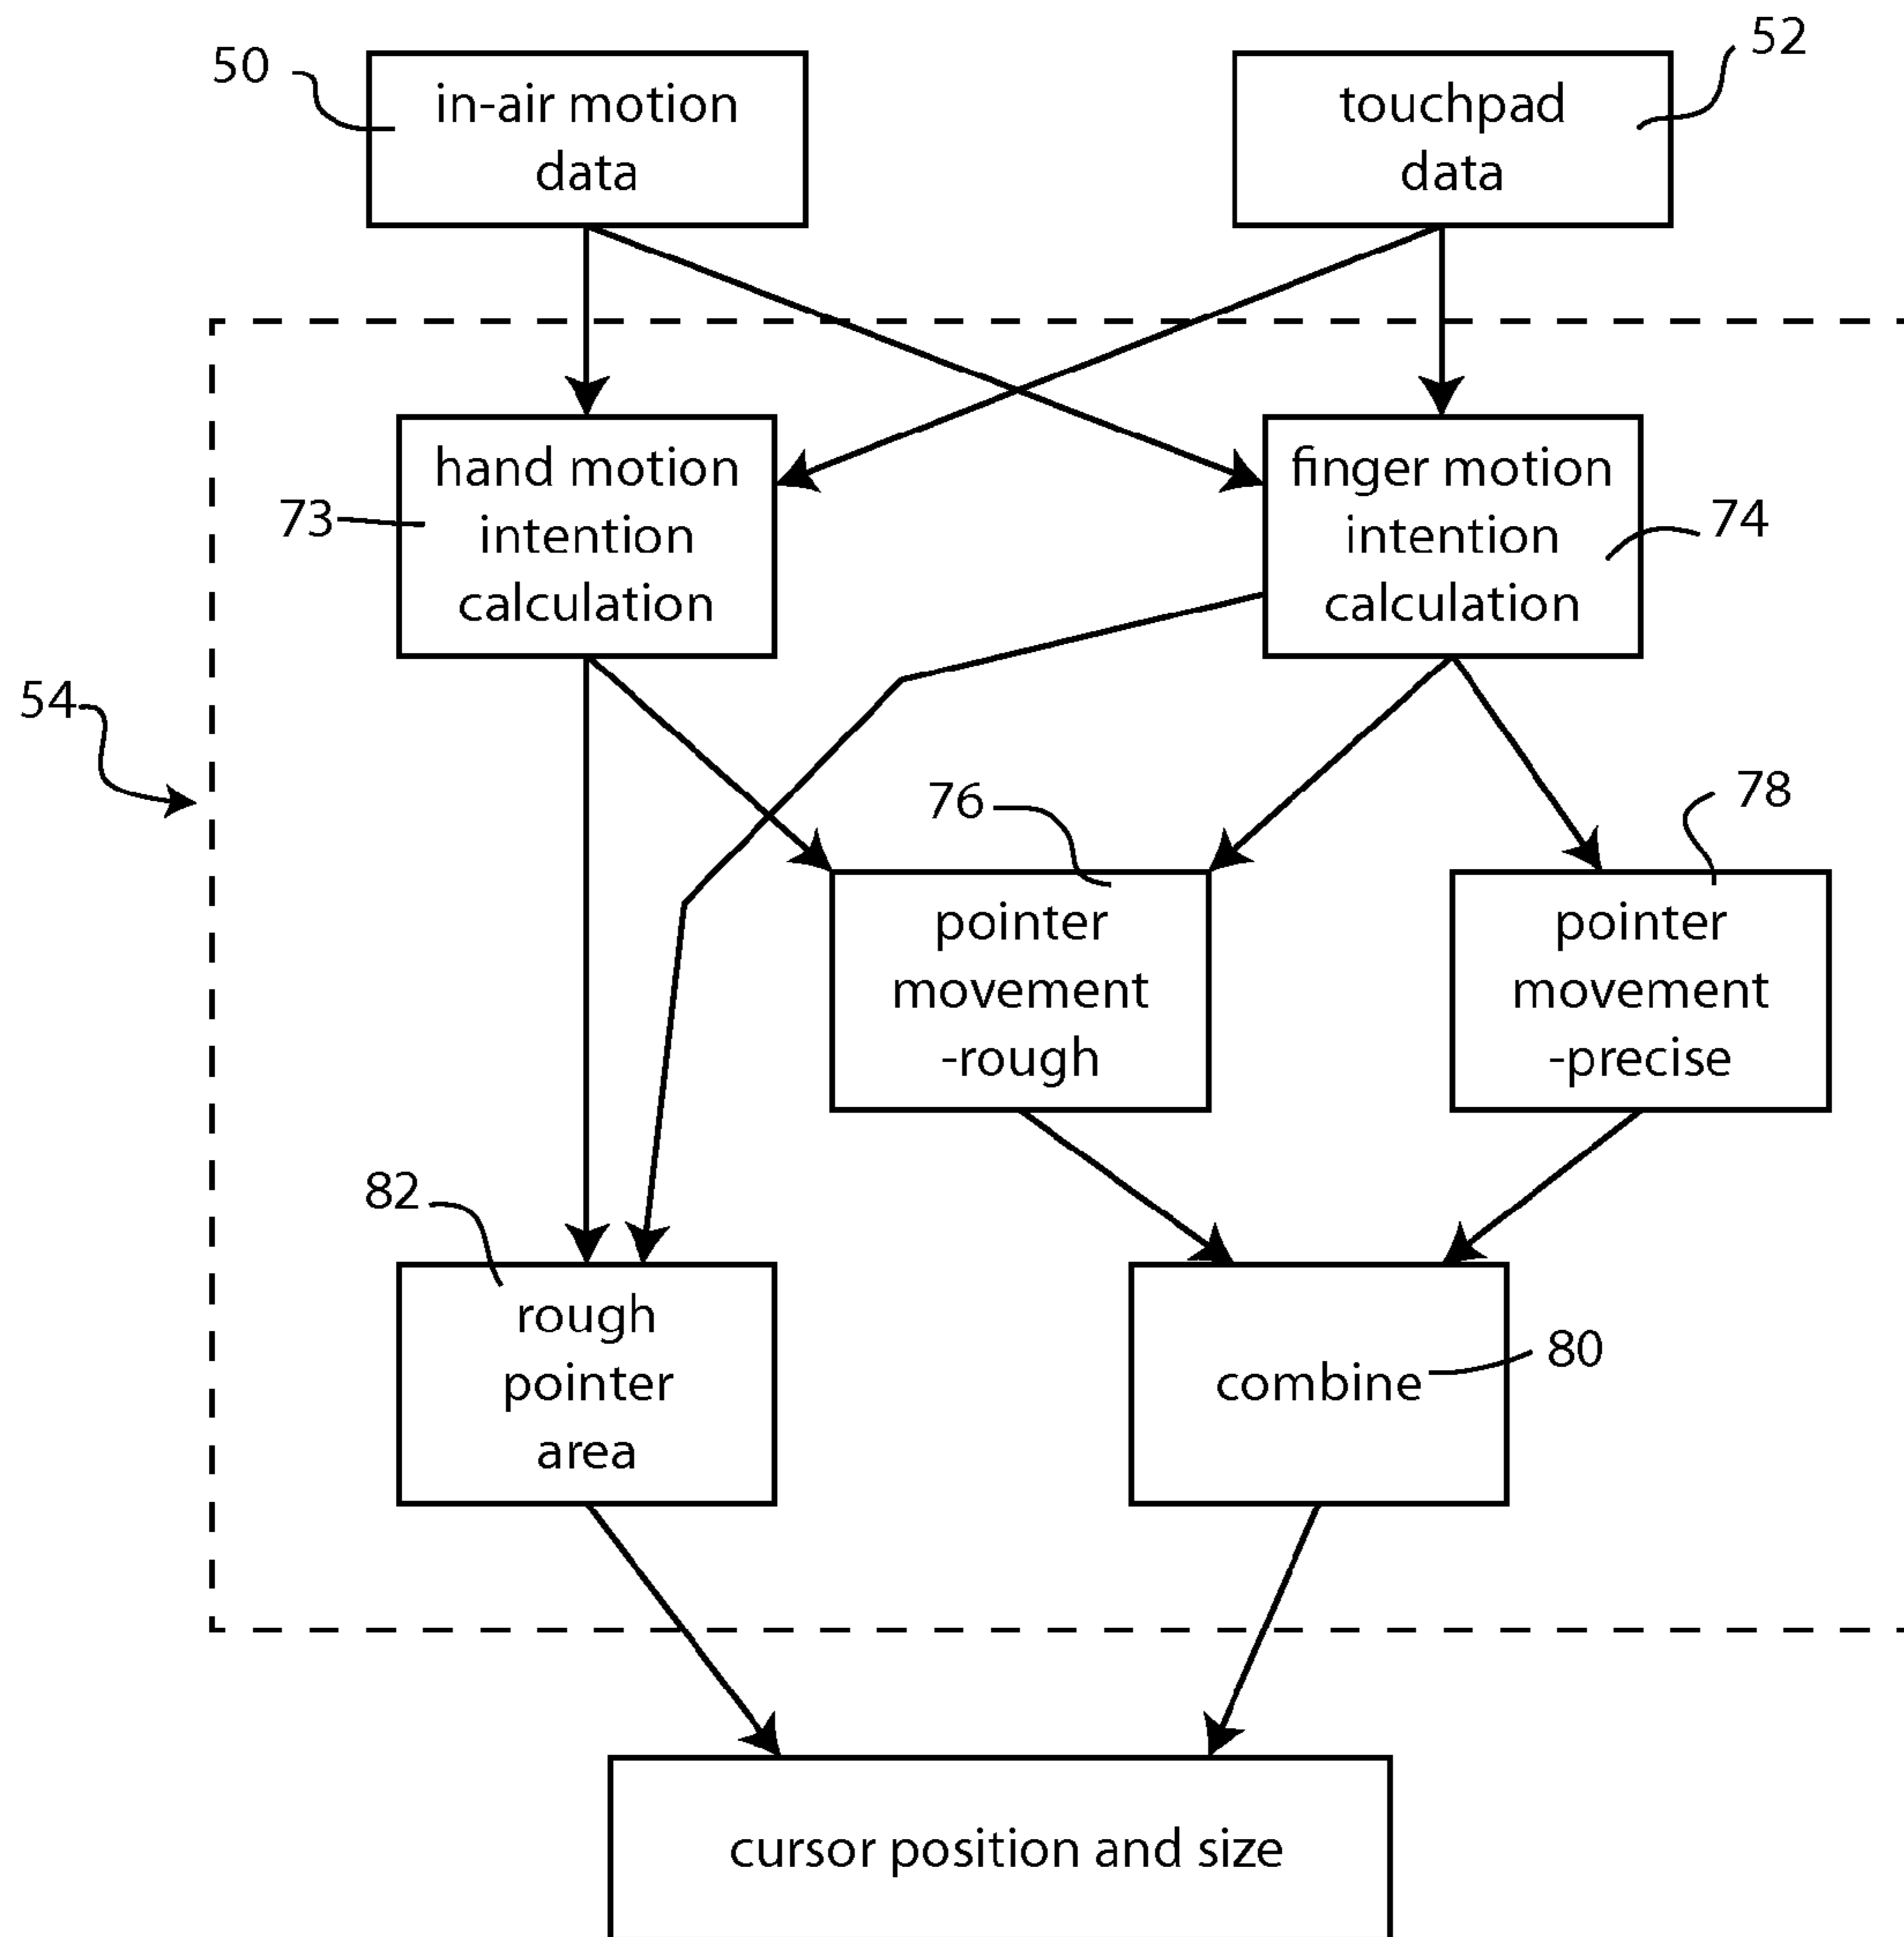 50
in-air motion
data
touchpad
data
52
73
hand motion
intention
calculation
finger motion
intention
calculation
74
54
76
pointer
movement
-rough
78
pointer
movement
-precise
82
rough
pointer
area
combine
80
cursor position and size